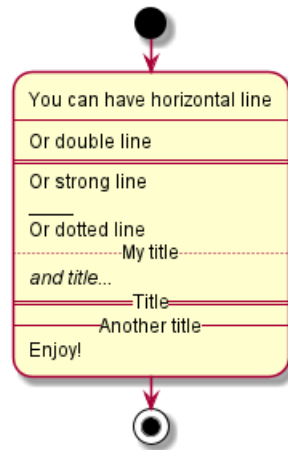 You can have horizontal line
Or double line
Or strong line
____
Or dotted line
My title
and title...
Title
Another title
Enjoy!